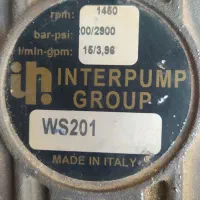 rpm: 1450
bar-psi: 200/2900
l/min-gpm: 15/3,96
INTERPUMP
GROUP
WS201
MADE IN ITALY